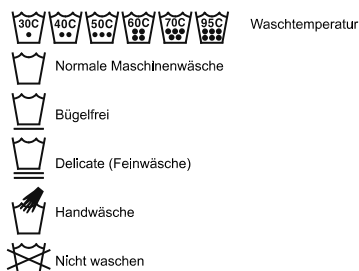 30C 40C 50C 60C 70C 95C Waschtemperatur
Normale Maschinenwäsche
Bügelfrei
Delicate (Feinwäsche)
Handwäsche
Nicht waschen